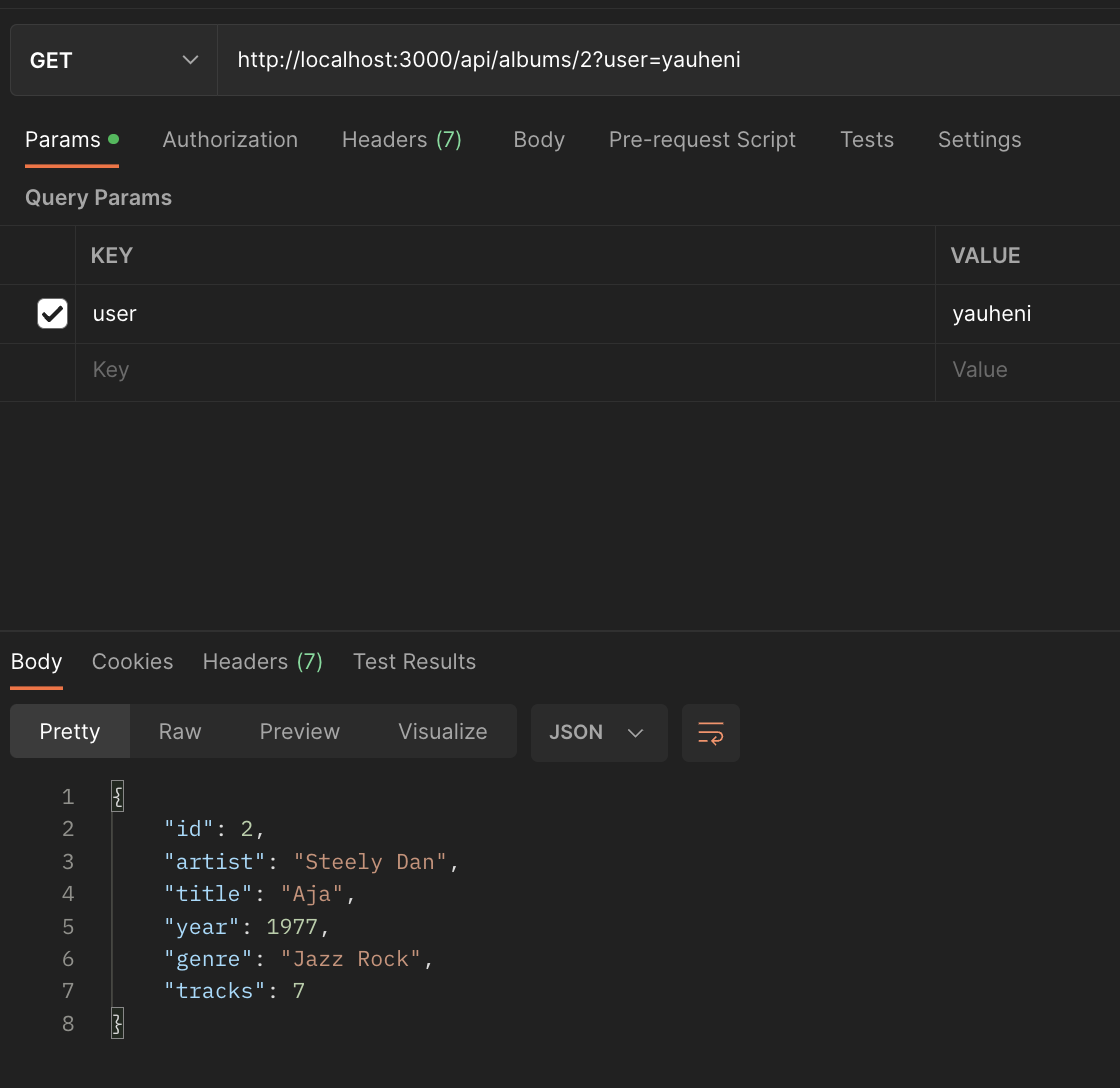 GET http://localhost:3000/api/albums/2?user=yauheni
Params Authorization Headers (7) Body Pre-request Script Tests Settings
Query Params
KEY VALUE
user yauheni
Key Value
Body Cookies Headers (7) Test Results
Pretty Raw Preview Visualize JSON
1 {
2 "id": 2,
3 "artist": "Steely Dan",
4 "title": "Aja",
5 "year": 1977,
6 "genre": "Jazz Rock",
7 "tracks": 7
8 }